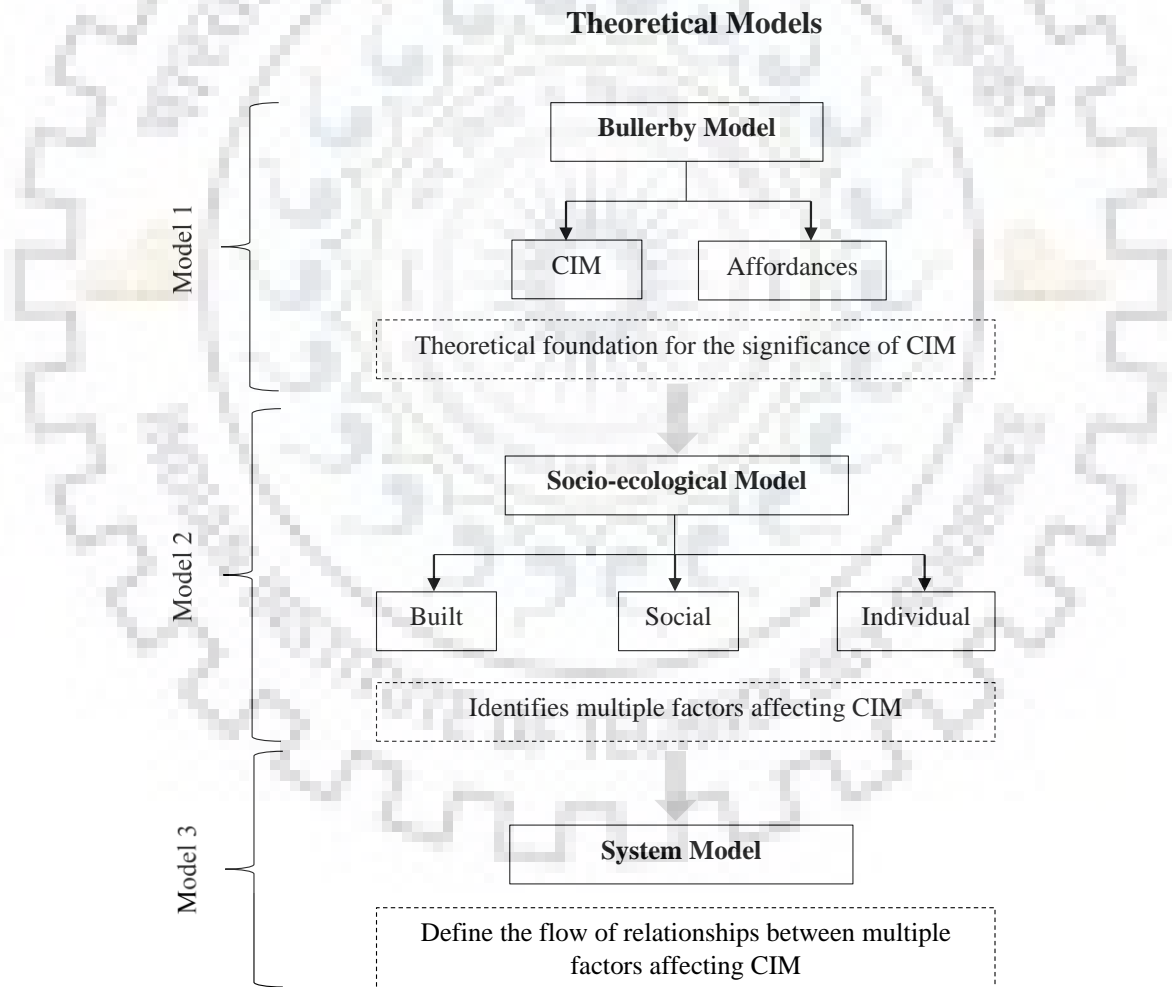 Theoretical Models
Model 1
Bullerby Model
CIM
Affordances
Theoretical foundation for the significance of CIM
Model 2
Socio-ecological Model
Built
Social
Individual
Identifies multiple factors affecting CIM
Model 3
System Model
Define the flow of relationships between multiple
factors affecting CIM